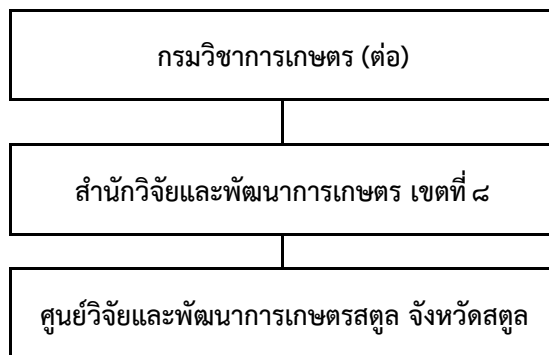 กรมวิชาการเกษตร (ต่อ)
สำนักวิจัยและพัฒนาการเกษตร เขตที่ ๘
ศูนย์วิจัยและพัฒนาการเกษตรสตูล จังหวัดสตูล